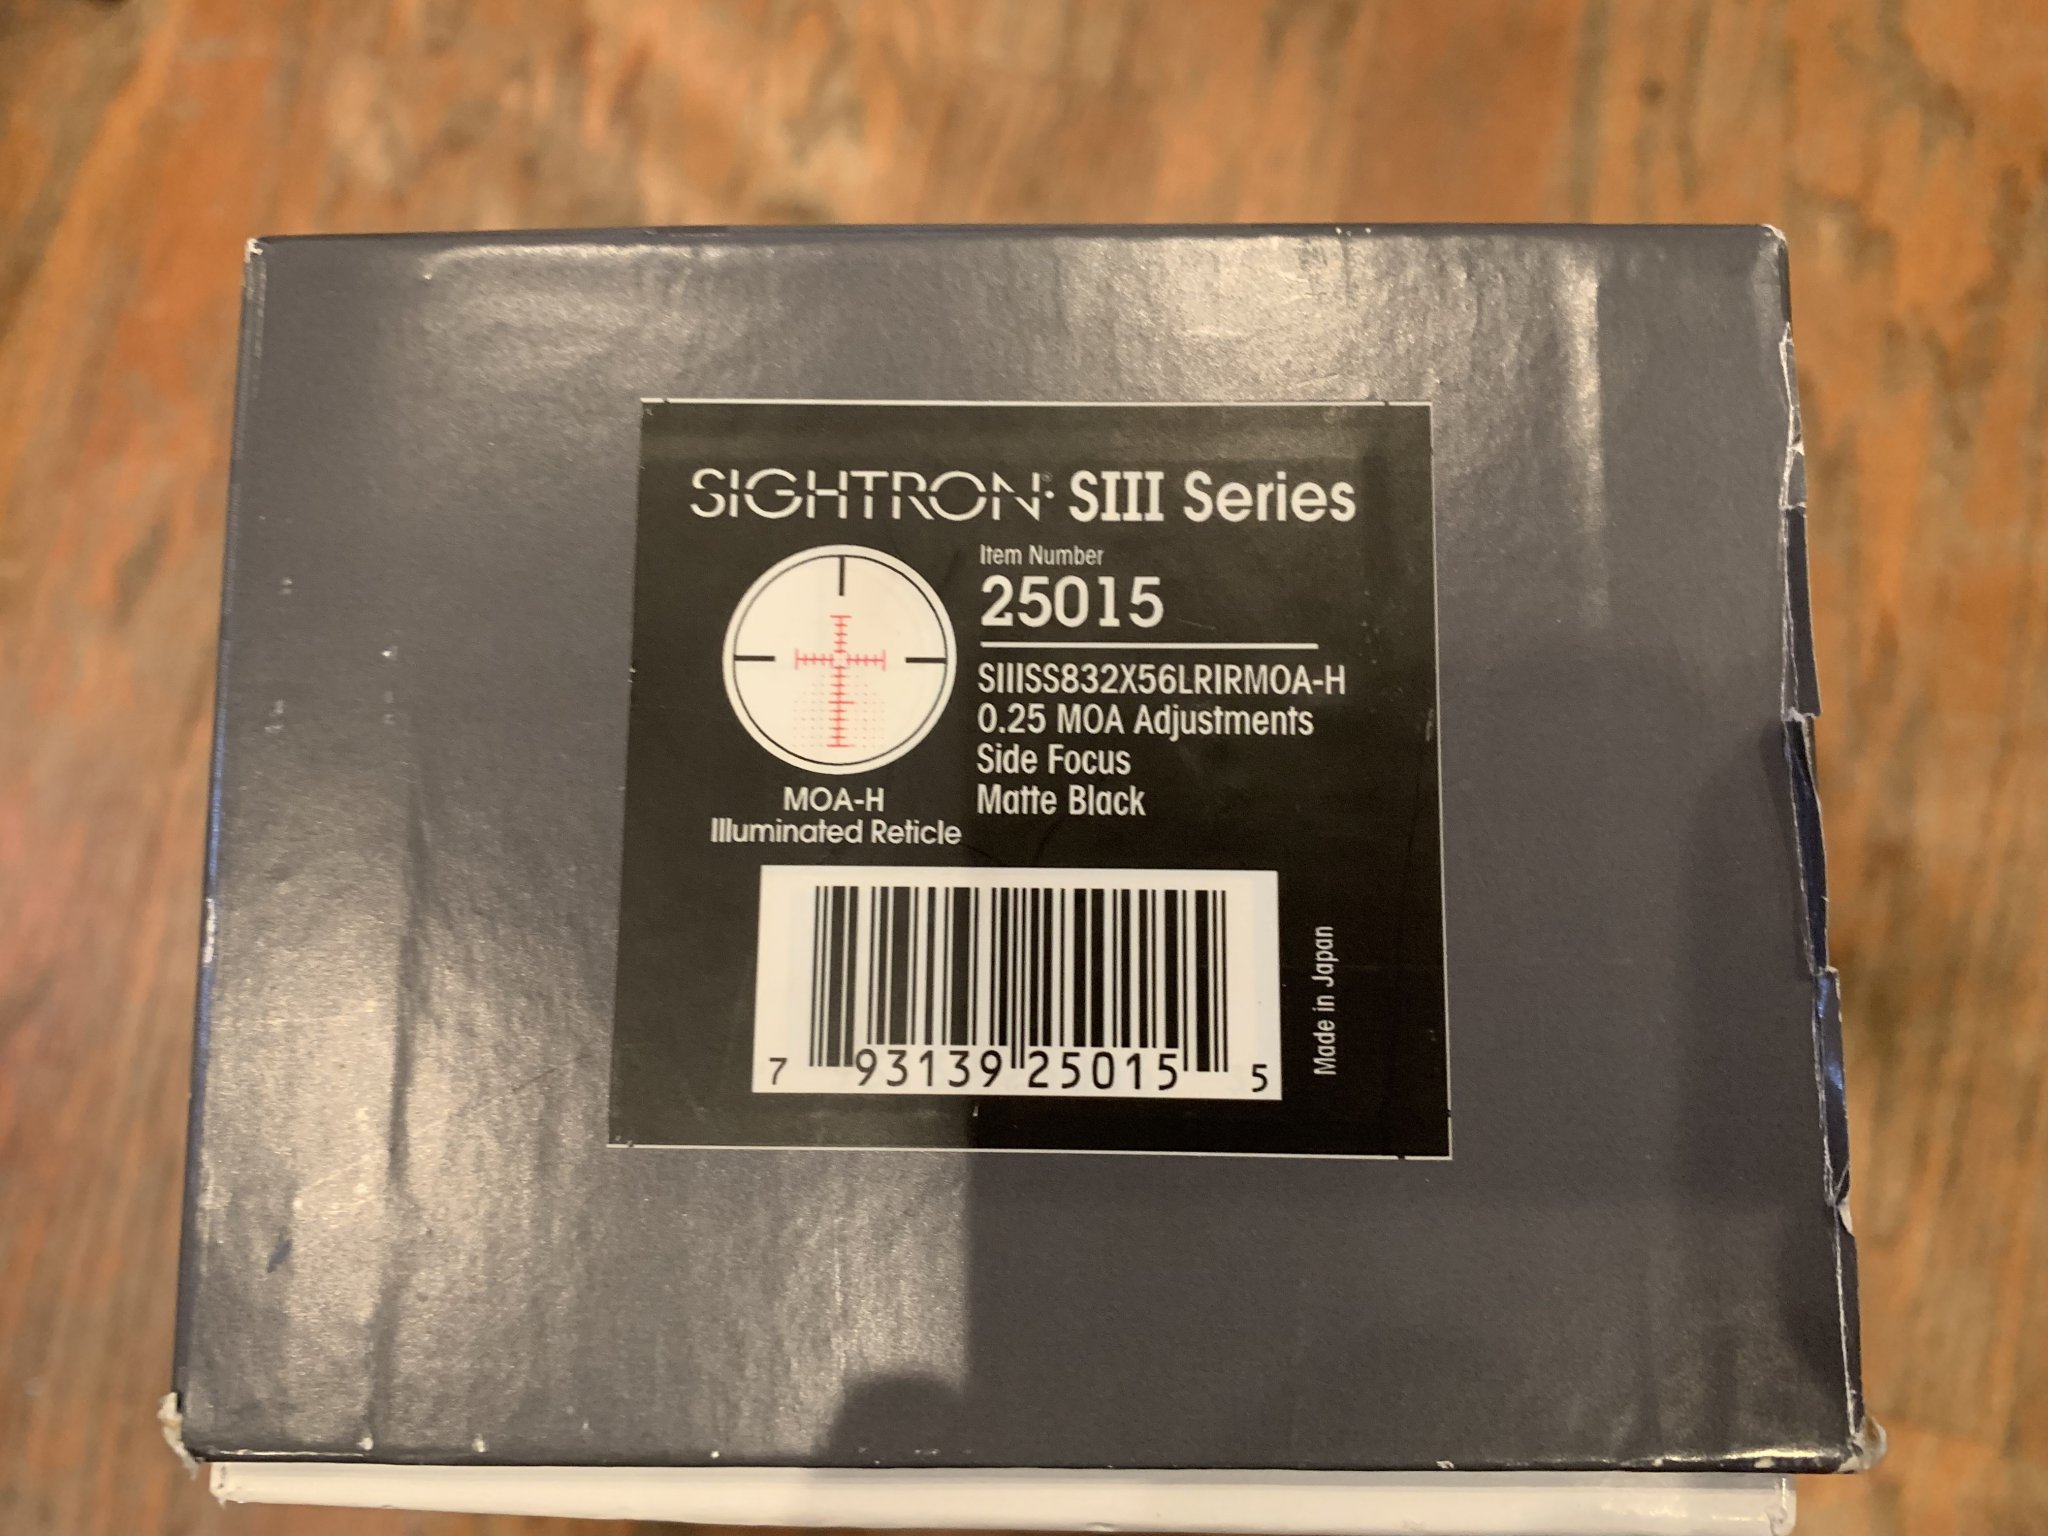 SIGHTRON® SIII Series
Item Number
25015
SIIISS832X56LRIRMOA-H
0.25 MOA Adjustments
Side Focus
Matte Black
MOA-H
Illuminated Reticle
7 93139 25015 5
Made in Japan